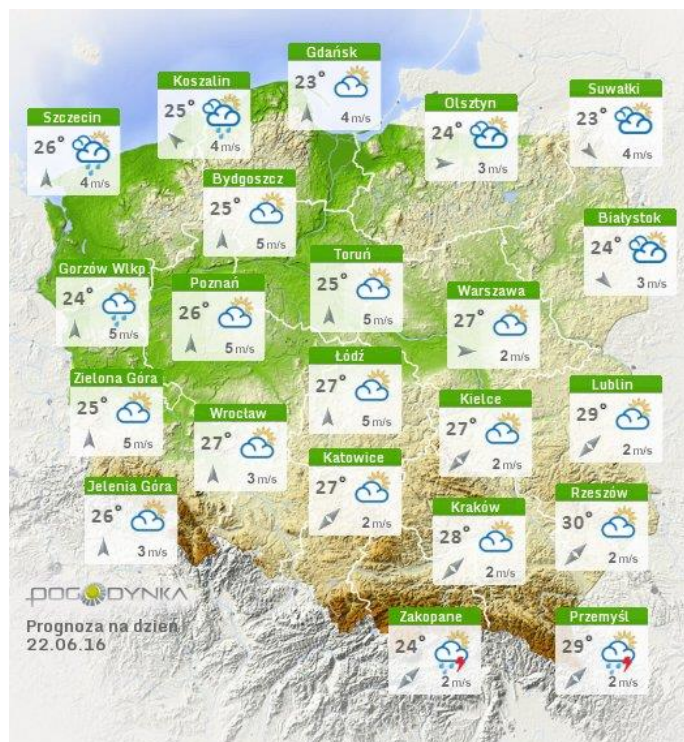 Gdańsk
23°
4 m/s
Koszalin
25°
4 m/s
Suwałki
23°
4 m/s
Olsztyn
24°
3 m/s
Szczecin
26°
4 m/s
Bydgoszcz
25°
5 m/s
Białystok
24°
3 m/s
Toruń
25°
5 m/s
Gorzów Wlkp.
24°
5 m/s
Poznań
26°
5 m/s
Warszawa
27°
2 m/s
Łódź
27°
5 m/s
Zielona Góra
25°
5 m/s
Lublin
29°
2 m/s
Kielce
27°
2 m/s
Wrocław
27°
3 m/s
Katowice
27°
2 m/s
Jelenia Góra
26°
3 m/s
Rzeszów
30°
2 m/s
Kraków
28°
2 m/s
POGODYNKA
Prognoza na dzień
22.06.16
Zakopane
24°
2 m/s
Przemyśl
29°
2 m/s